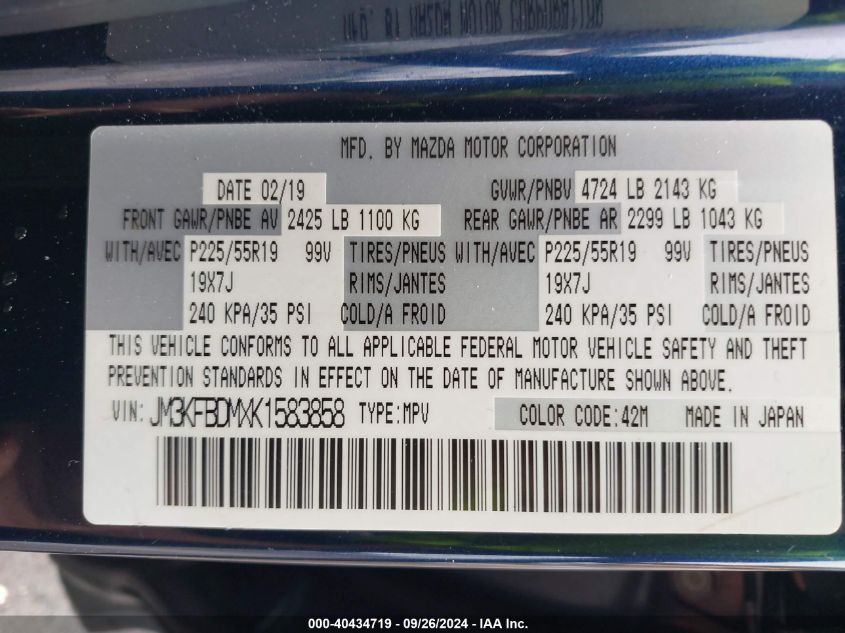 MFD. BY MAZDA MOTOR CORPORATION
MFD. BY MAZDA MOTOR CORPORATION
DATE 02/19 GVWR/PNBV 4724 LB 2143 KG
FRONT GAWR/PNBE AV 2425 LB 1100 KG REAR GAWR/PNBE AR 2299 LB 1043 KG
WITH/AVEC P225/55R19 99V TIRES/PNEUS WITH/AVEC P225/55R19 99V TIRES/PNEUS
19X7J RIMS/JANTES 19X7J RIMS/JANTES
240 KPA/35 PSI COLD/A FROID 240 KPA/35 PSI COLD/A FROID
THIS VEHICLE CONFORMS TO ALL APPLICABLE FEDERAL MOTOR VEHICLE SAFETY AND THEFT
PREVENTION STANDARDS IN EFFECT ON THE DATE OF MANUFACTURE SHOWN ABOVE.
VIN: JM3KFBDMXK1583858 TYPE:MPV COLOR CODE:42M MADE IN JAPAN
000-40434719 - 09/26/2024 - IAA Inc.